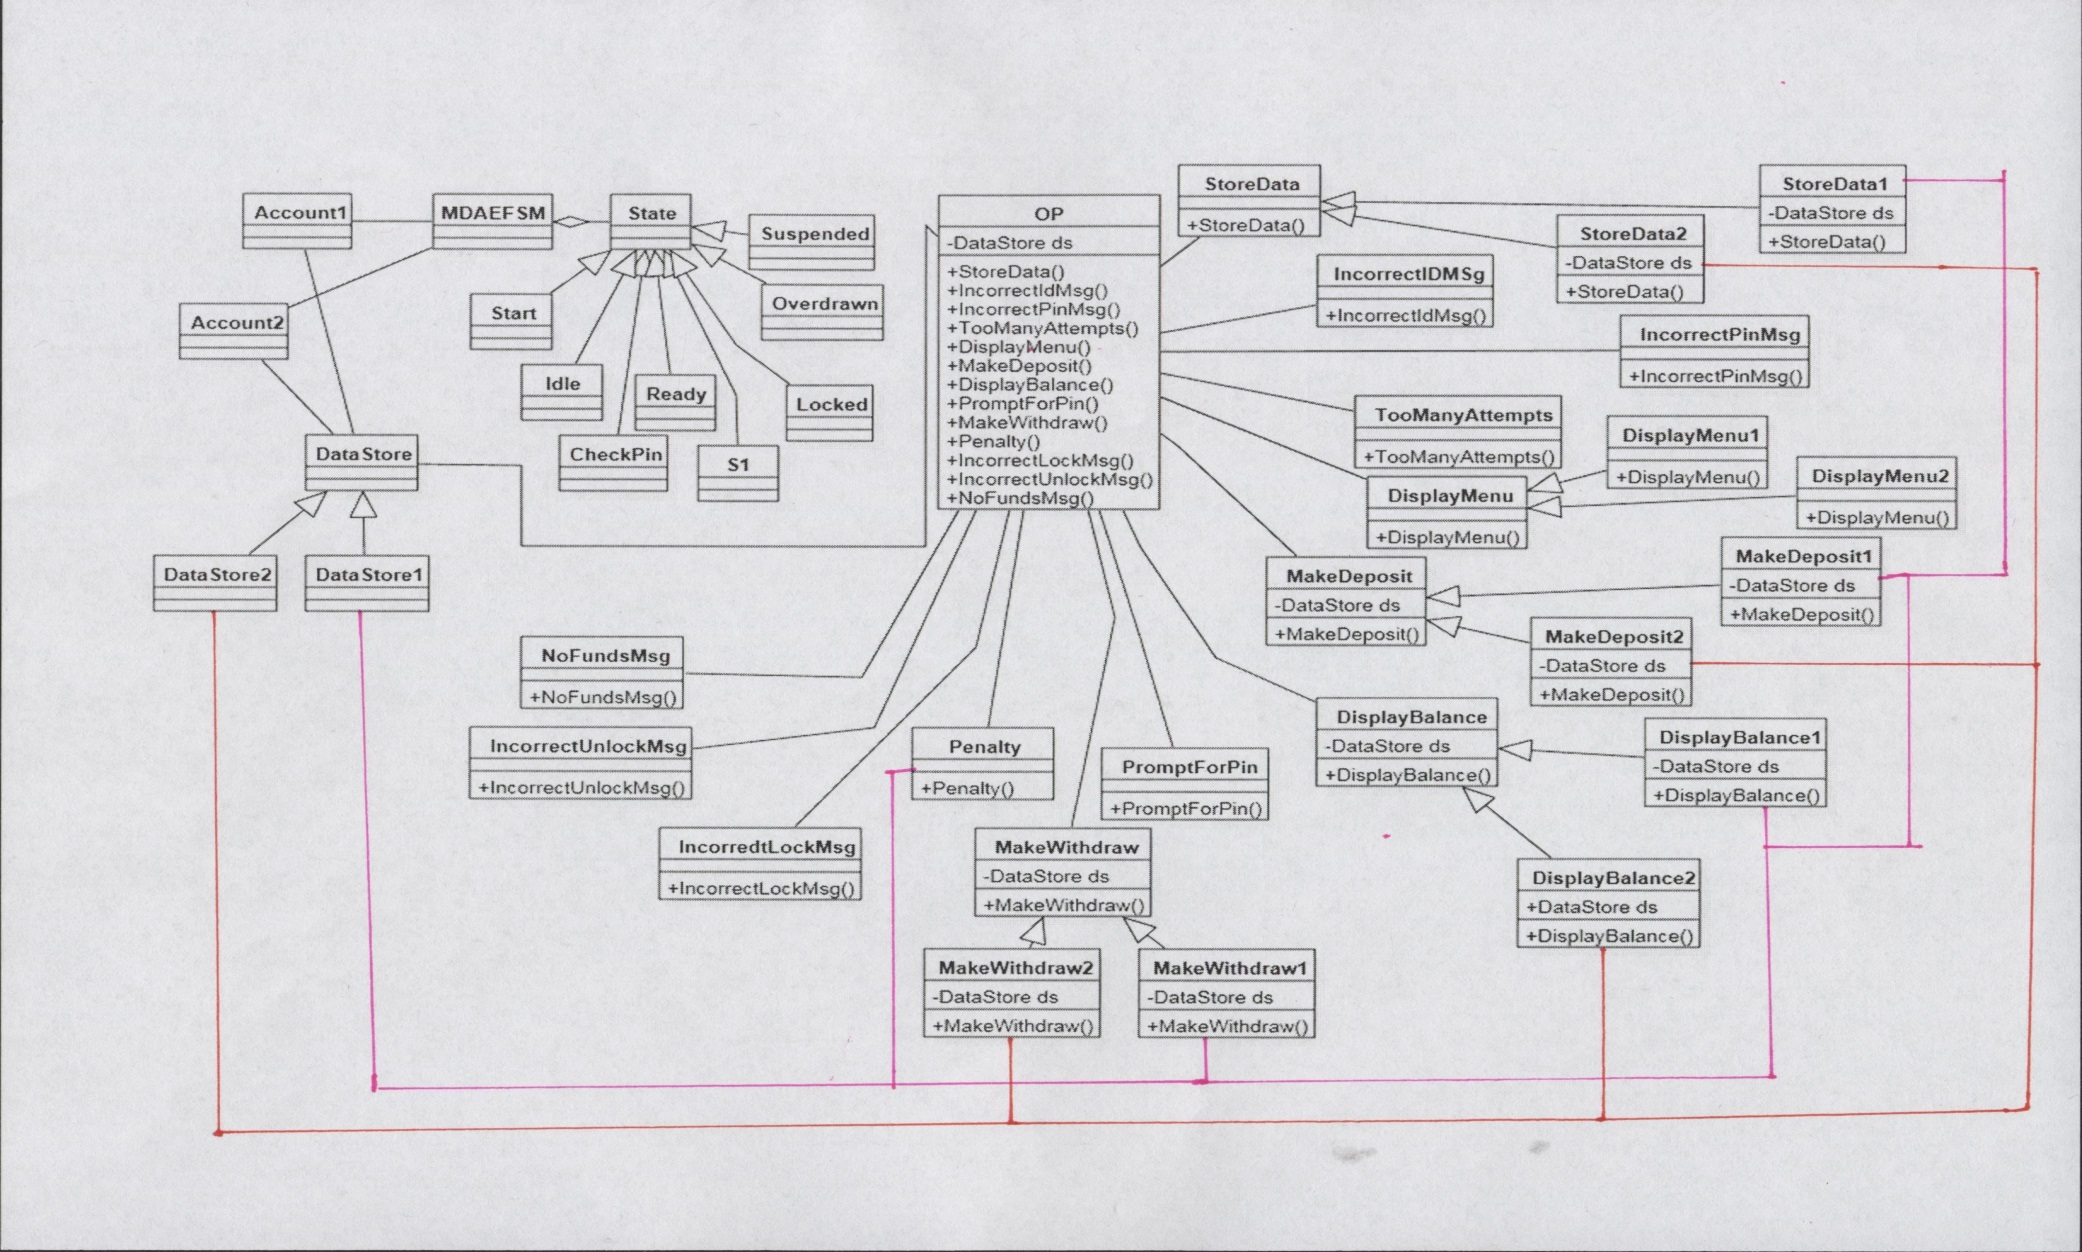 Account1
MDAEFSM
State
Suspended
Account2
Start
Overdrawn
Idle
Ready
Locked
CheckPin
S1
DataStore
DataStore2
DataStore1
OP
-DataStore ds
+StoreData()
+IncorrectIdMsg()
+IncorrectPinMsg()
+TooManyAttempts()
+DisplayMenu()
+MakeDeposit()
+DisplayBalance()
+PromptForPin()
+MakeWithdraw()
+Penalty()
+IncorrectLockMsg()
+IncorrectUnlockMsg()
+NoFundsMsg()
StoreData
+StoreData()
StoreData1
-DataStore ds
+StoreData()
StoreData2
-DataStore ds
+StoreData()
IncorrectIDMSg
+IncorrectIdMsg()
IncorrectPinMsg
+IncorrectPinMsg()
TooManyAttempts
+TooManyAttempts()
DisplayMenu1
+DisplayMenu()
DisplayMenu2
+DisplayMenu()
DisplayMenu
+DisplayMenu()
MakeDeposit
-DataStore ds
+MakeDeposit()
MakeDeposit1
-DataStore ds
+MakeDeposit()
MakeDeposit2
-DataStore ds
+MakeDeposit()
NoFundsMsg
+NoFundsMsg()
IncorrectUnlockMsg
+IncorrectUnlockMsg()
IncorredtLockMsg
+IncorrectLockMsg()
Penalty
+Penalty()
PromptForPin
+PromptForPin()
DisplayBalance
-DataStore ds
+DisplayBalance()
DisplayBalance1
-DataStore ds
+DisplayBalance()
DisplayBalance2
+DataStore ds
+DisplayBalance()
MakeWithdraw
-DataStore ds
+MakeWithdraw()
MakeWithdraw2
-DataStore ds
+MakeWithdraw()
MakeWithdraw1
-DataStore ds
+MakeWithdraw()